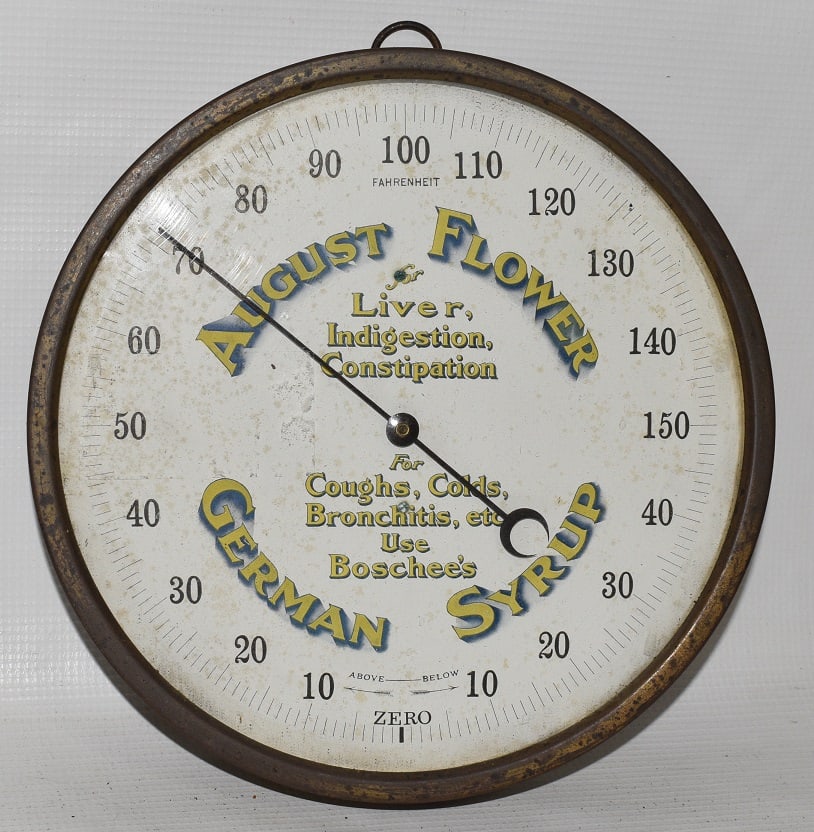 100
90
110
80
FAHRENHEIT
120
70
130
60
140
50
150
40
40
30
30
20
20
10
10
AUGUST FLOWER
for
Liver,
Indigestion,
Constipation
For
Coughs, Colds,
Bronchitis, etc
Use
Boschee's
GERMAN SYRUP
ABOVE BELOW
ZERO